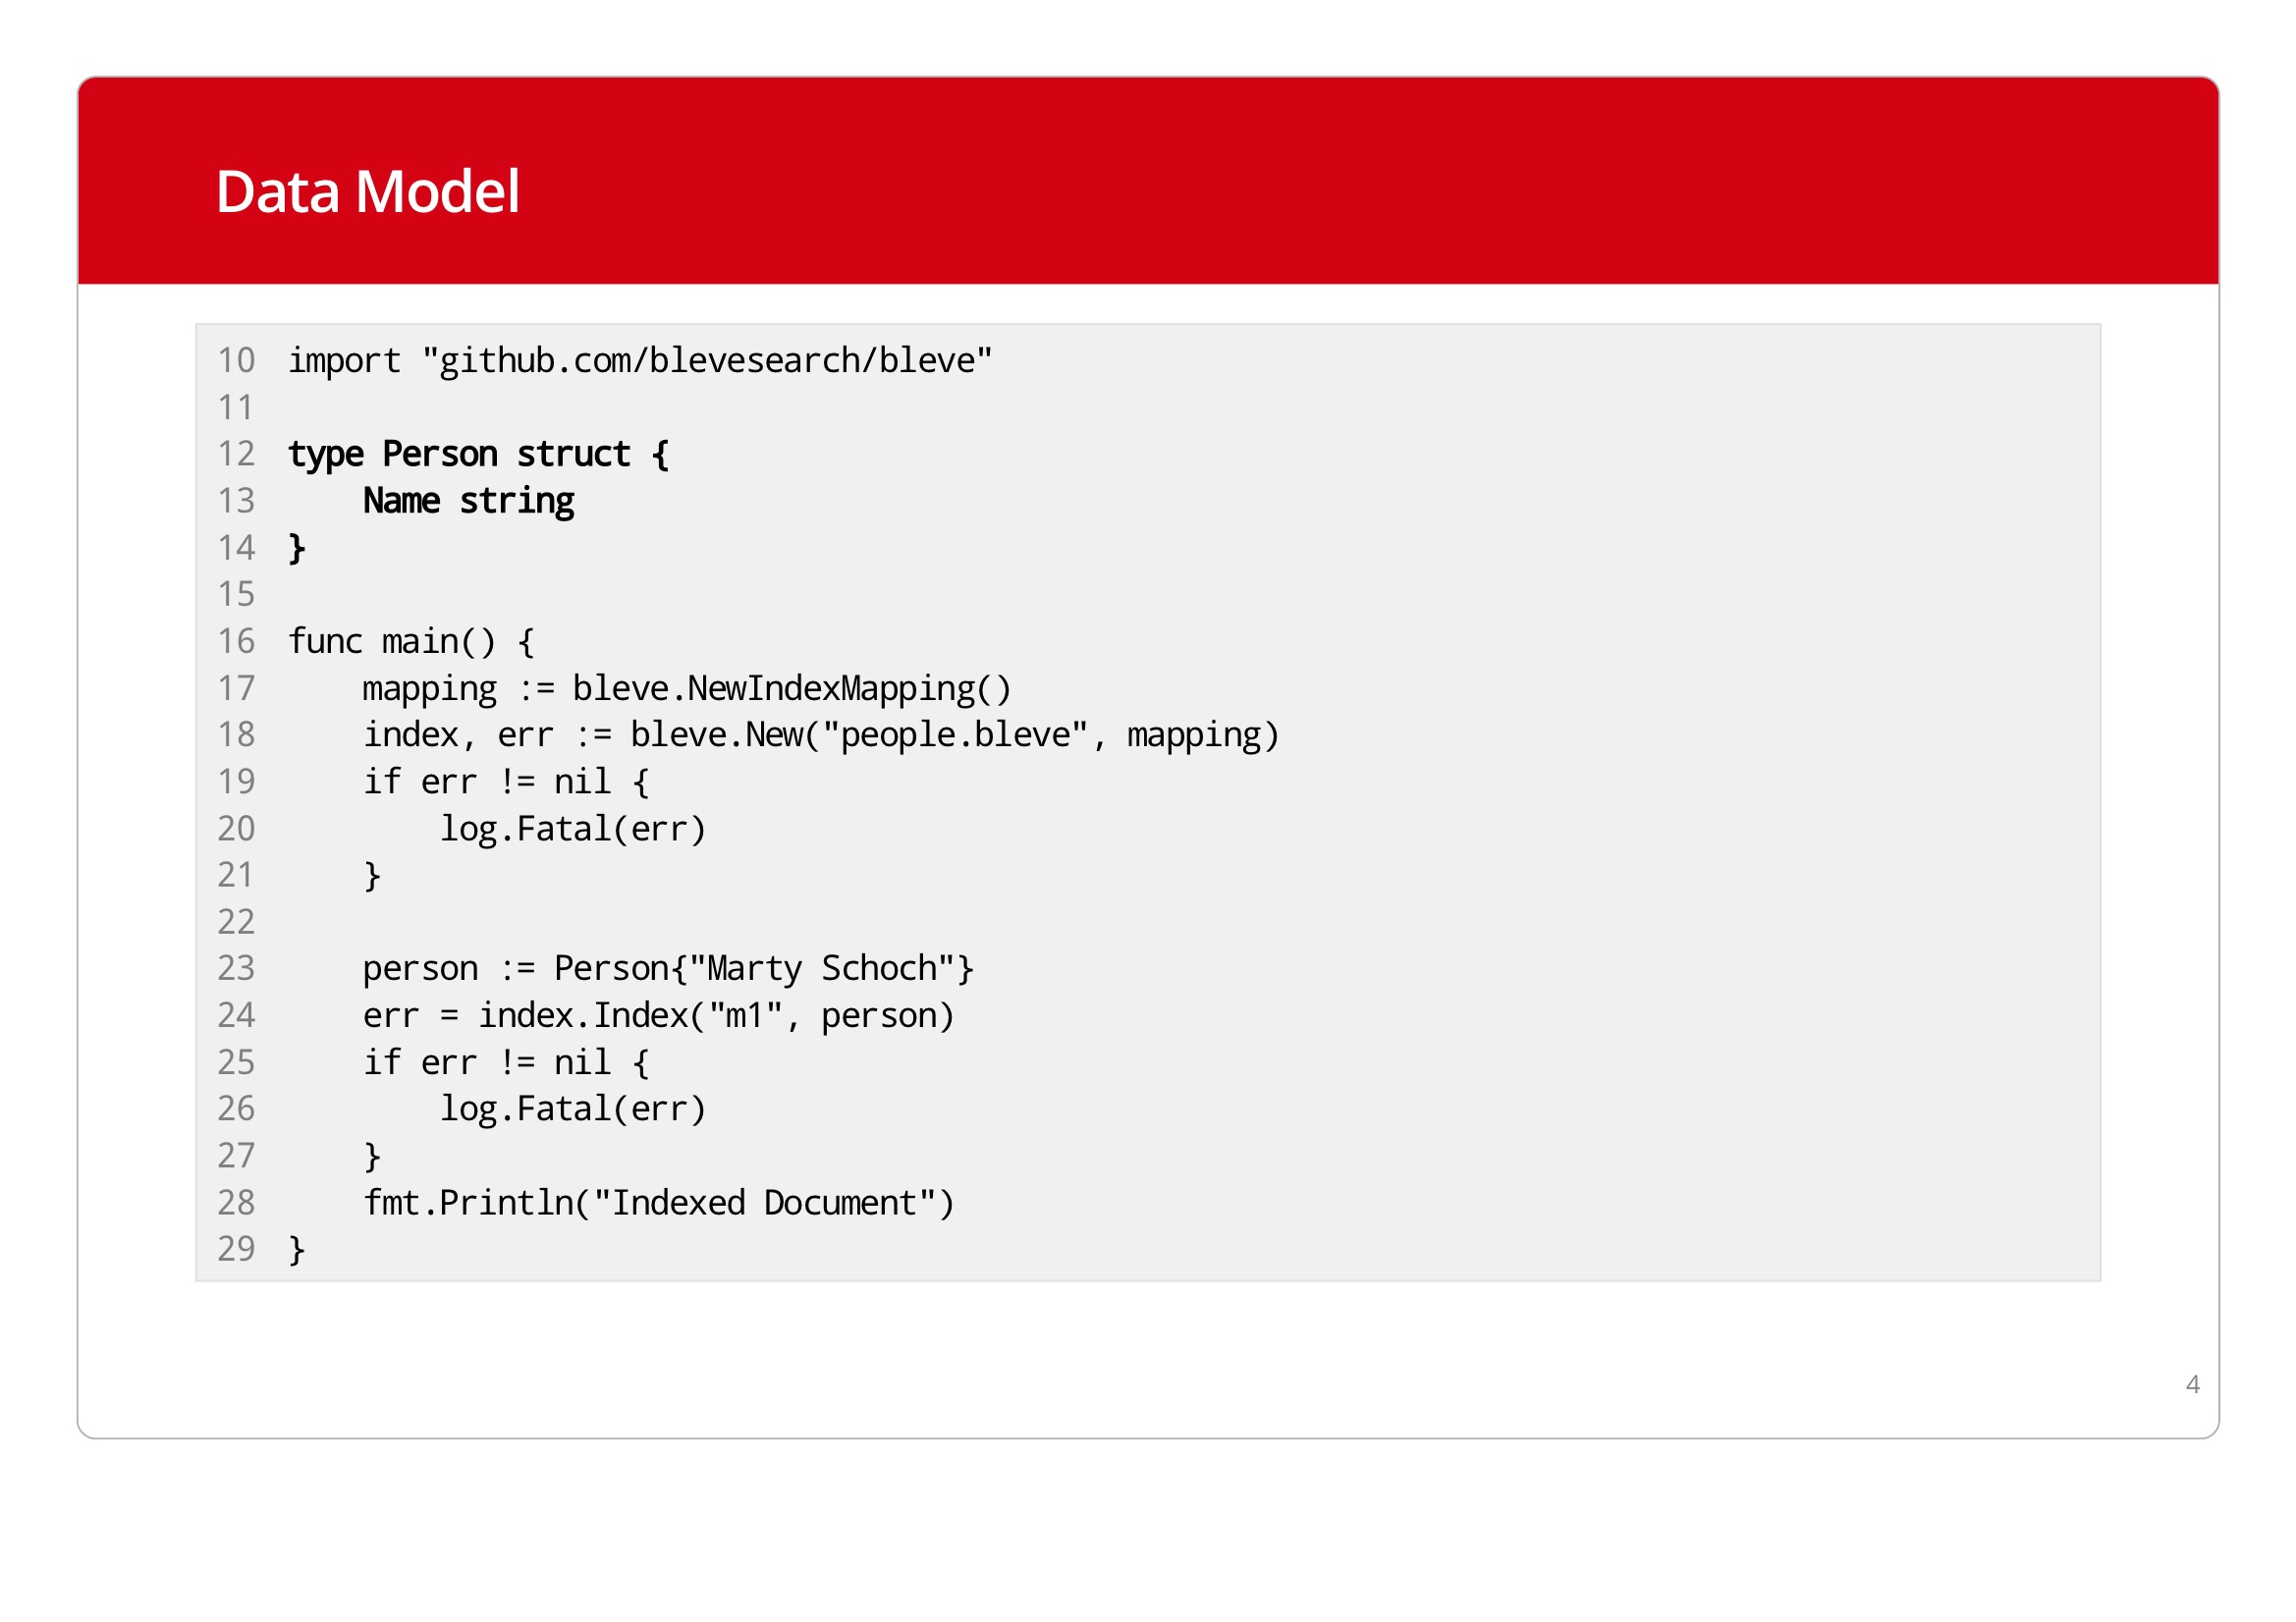 Data Model
10 import "github.com/blevesearch/bleve"
11
12 type Person struct {
13     Name string
14 }
15
16 func main() {
17     mapping := bleve.NewIndexMapping()
18     index, err := bleve.New("people.bleve", mapping)
19     if err != nil {
20         log.Fatal(err)
21     }
22
23     person := Person{"Marty Schoch"}
24     err = index.Index("m1", person)
25     if err != nil {
26         log.Fatal(err)
27     }
28     fmt.Println("Indexed Document")
29 }
4